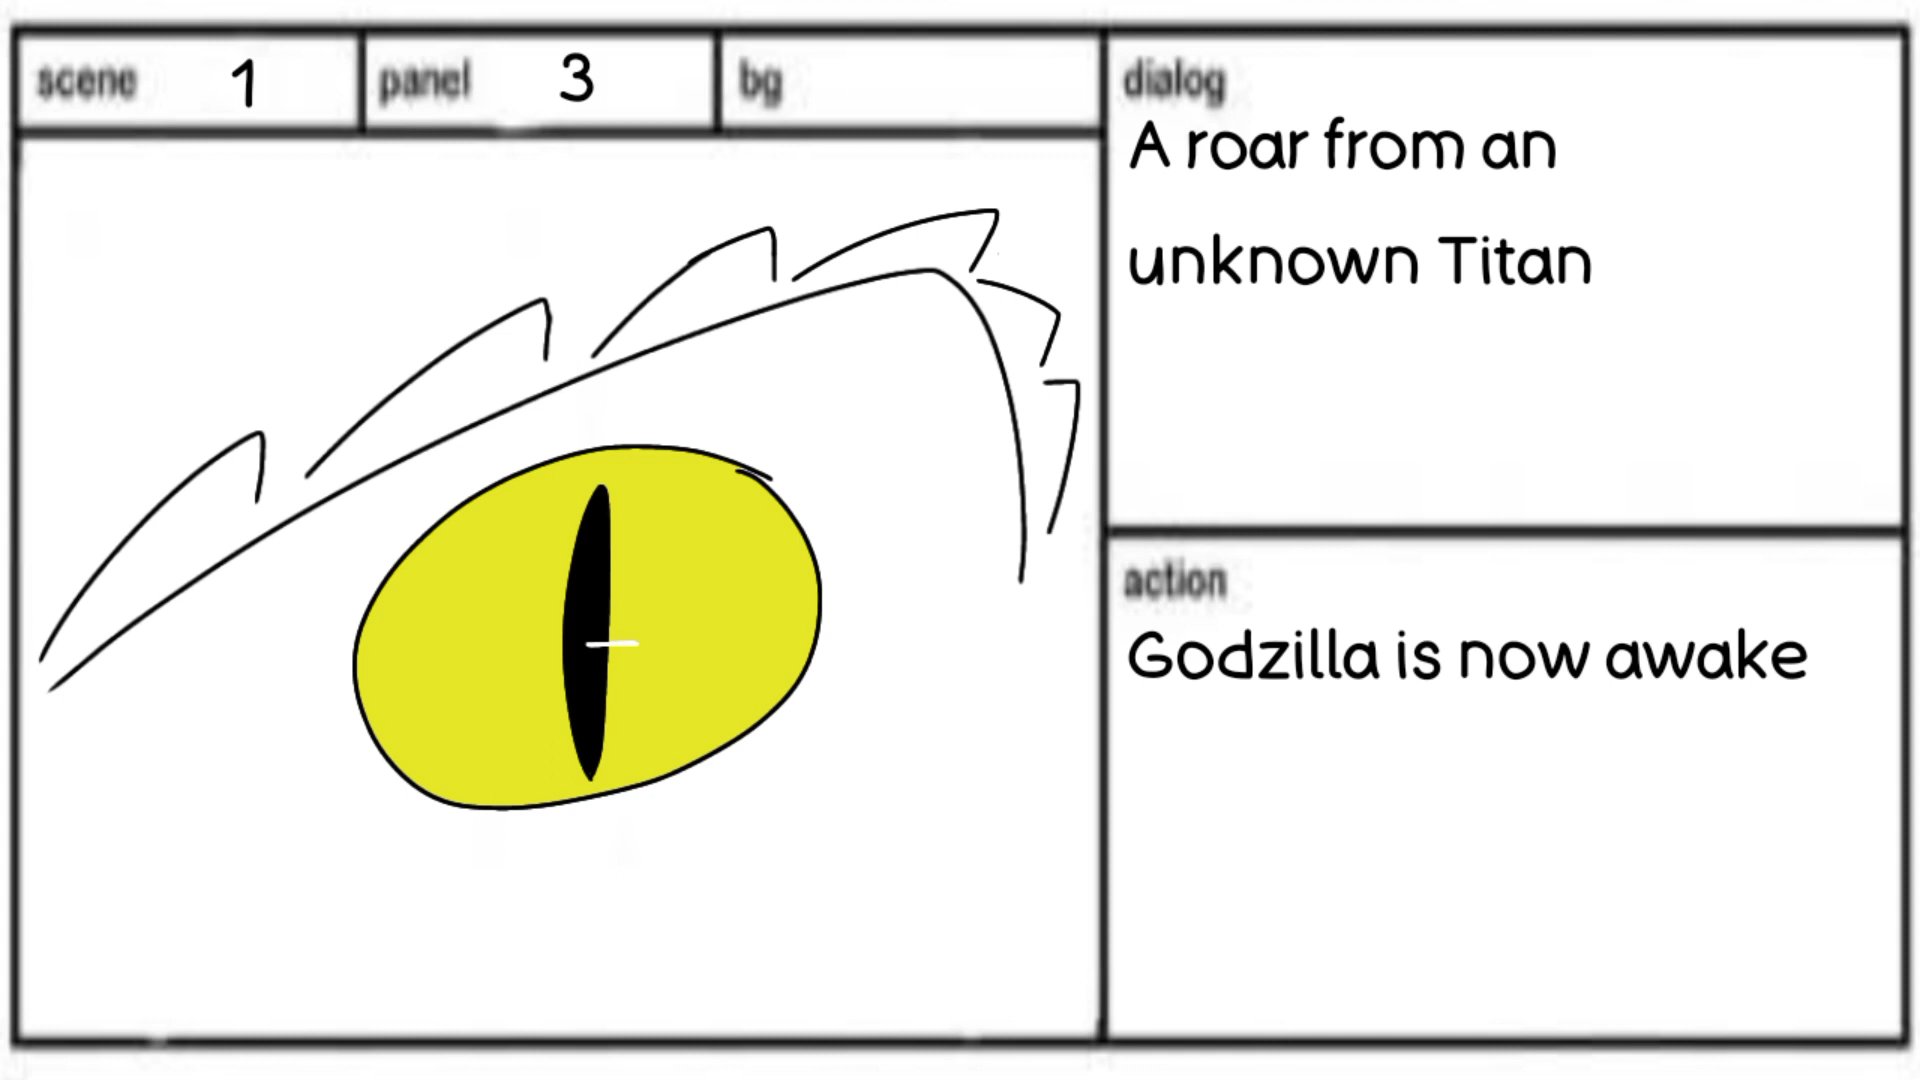 scene 1 panel 3 bg
dialog
A roar from an
unknown Titan
action
Godzilla is now awake